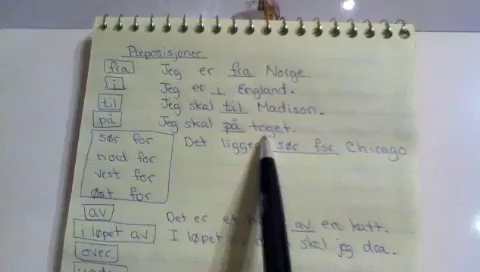 Preposisjoner
fra Jeg er fra Norge
i Jeg er i England.
til Jeg skal til Madison.
på Jeg skal på toget.
sør for Det ligger sør for Chicago
nord for
vest for
øst for
av Det er et av en katt.
i løpet av I løpet skal jeg dra.
over